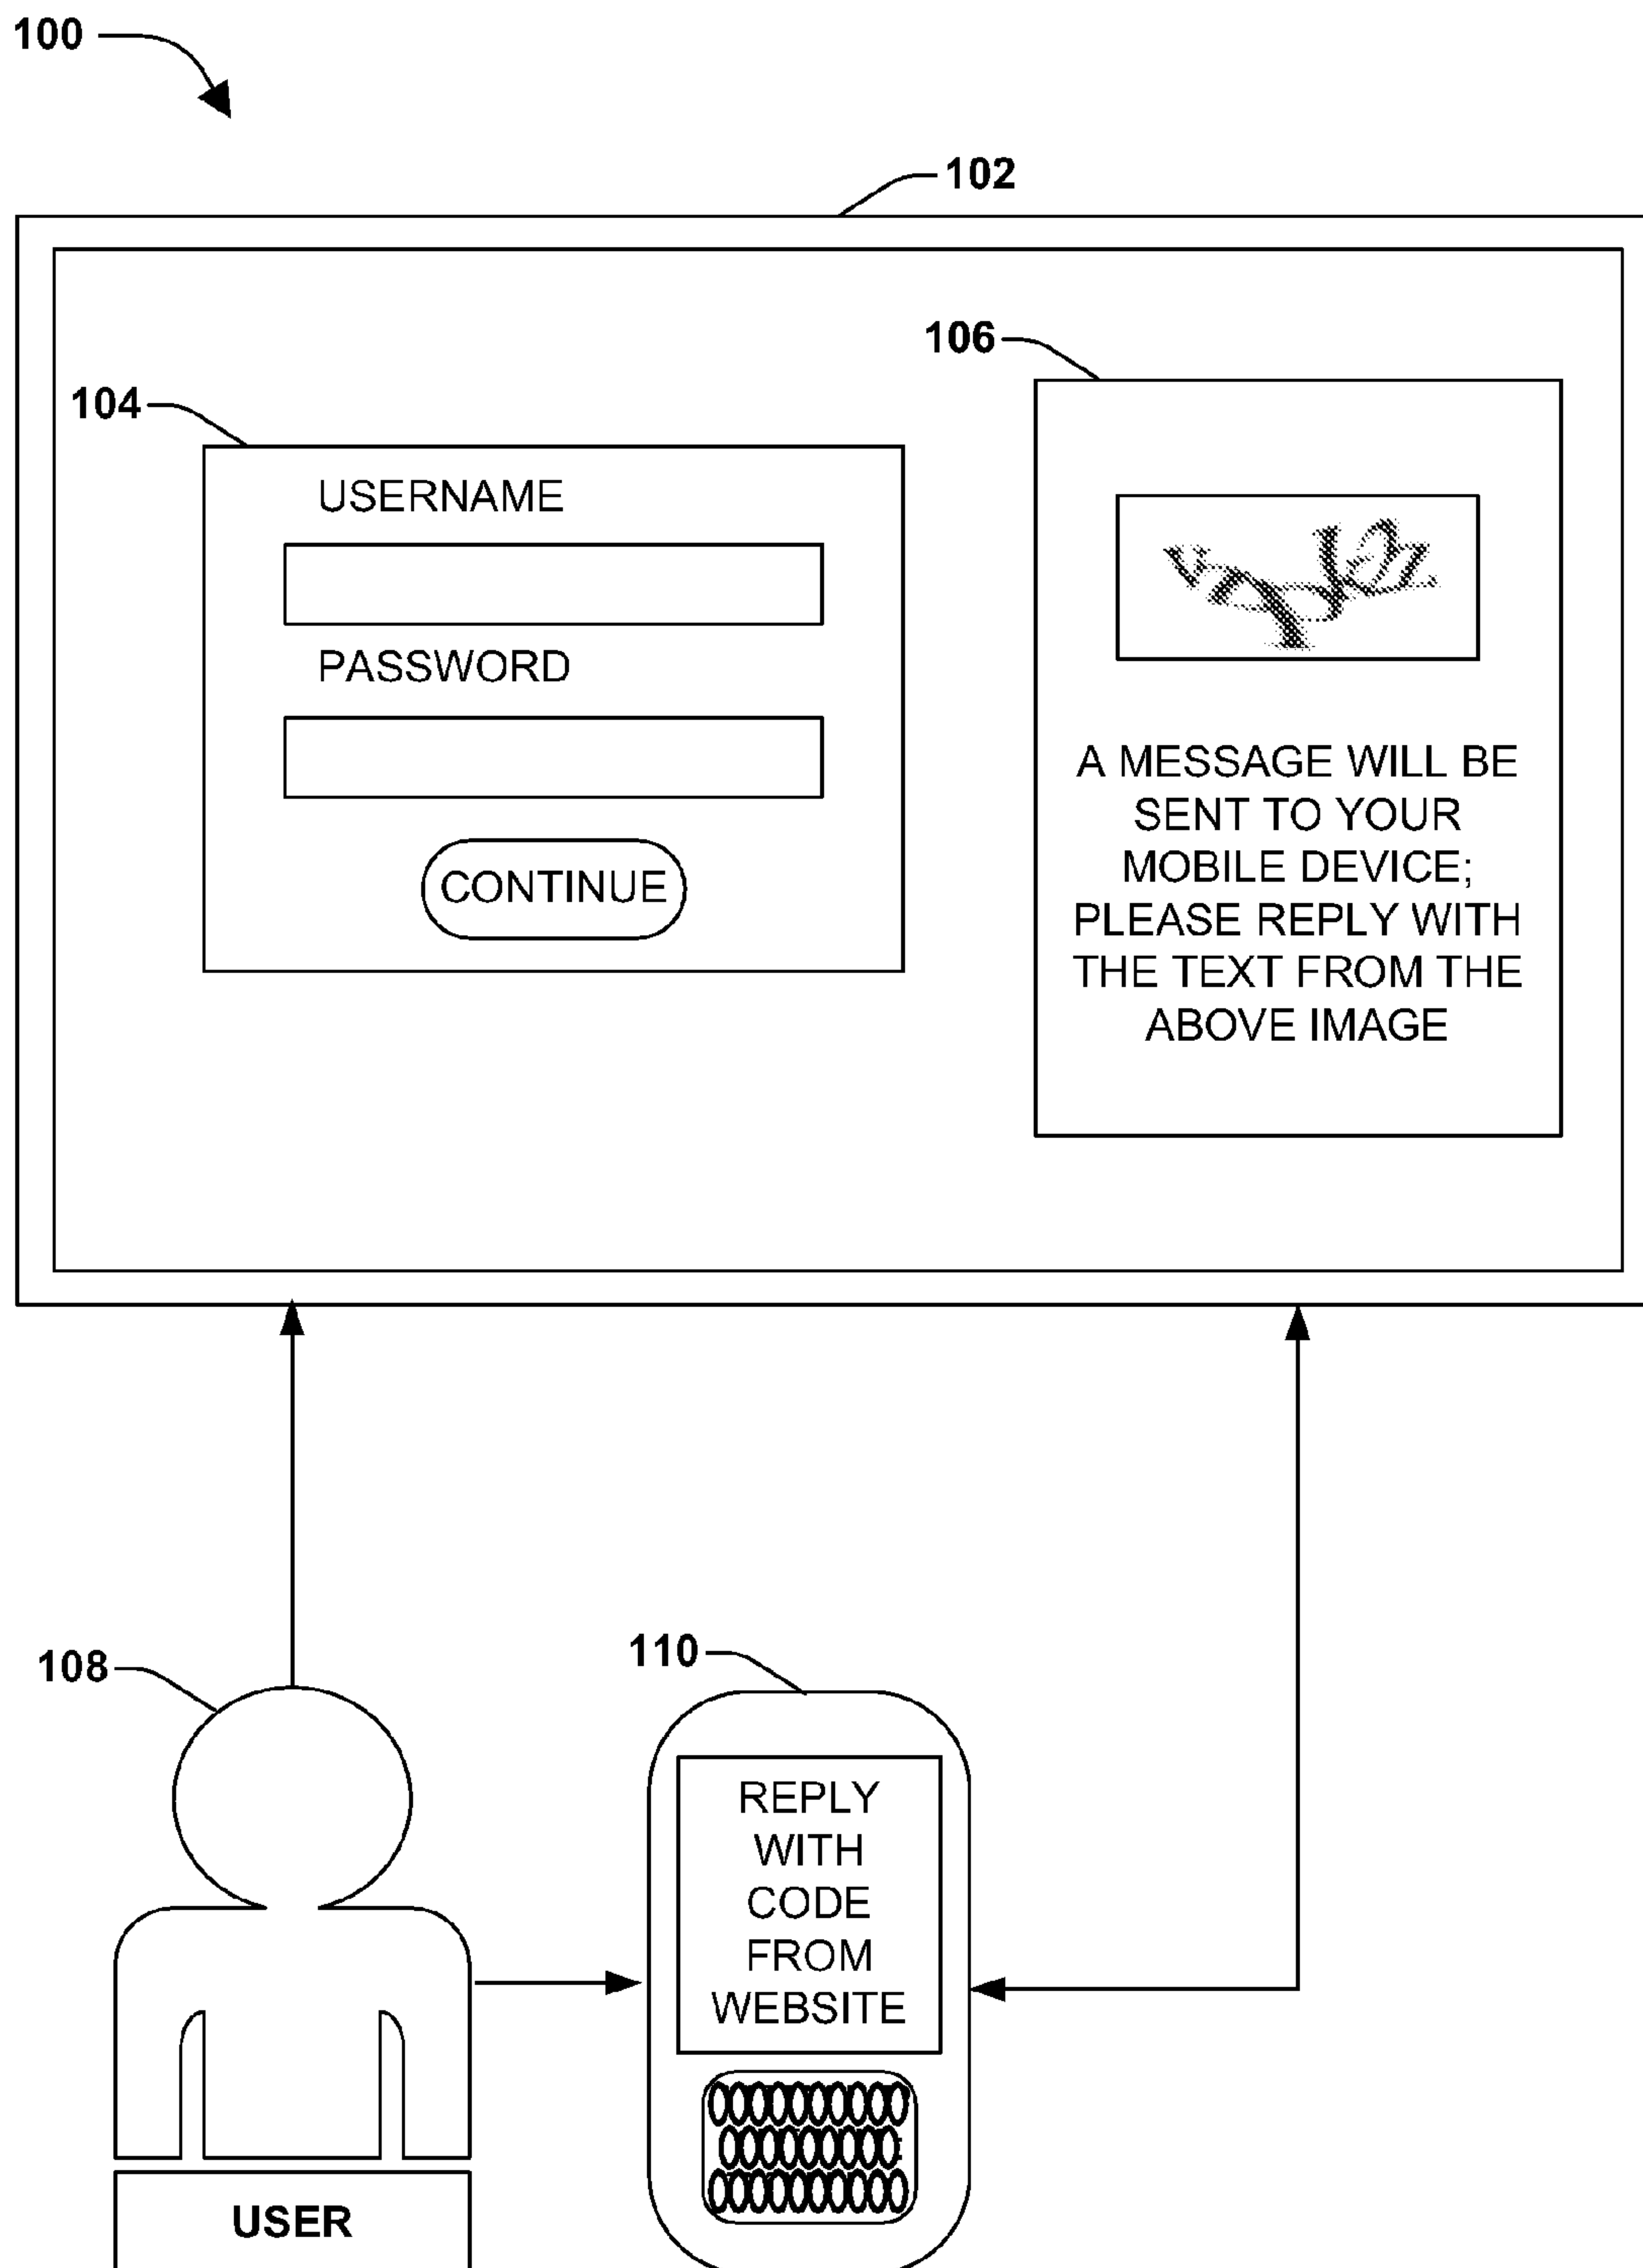 100
102
106
104
USERNAME
PASSWORD
CONTINUE
A MESSAGE WILL BE
SENT TO YOUR
MOBILE DEVICE;
PLEASE REPLY WITH
THE TEXT FROM THE
ABOVE IMAGE
108
110
REPLY
WITH
CODE
FROM
WEBSITE
USER